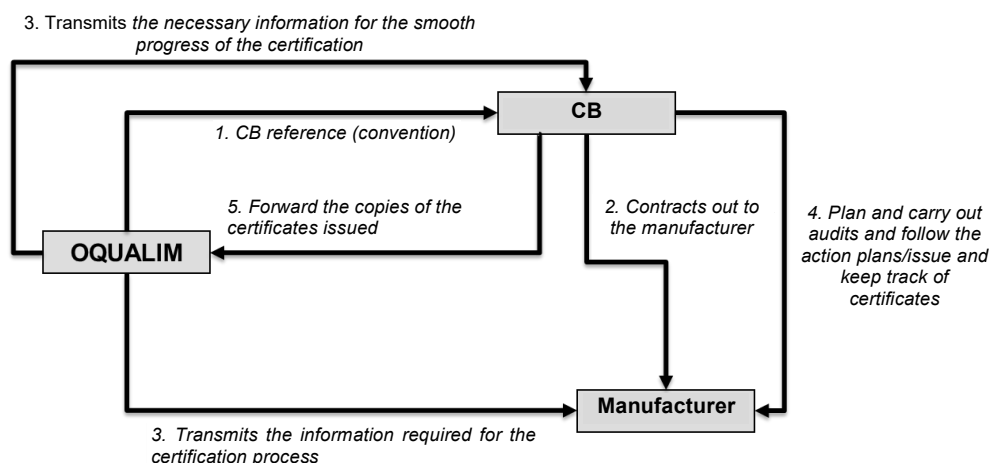 3. Transmits the necessary information for the smooth
progress of the certification
CB
1. CB reference (convention)
5. Forward the copies of the
certificates issued
2. Contracts out to
the manufacturer
4. Plan and carry out
audits and follow the
action plans/issue and
keep track of
certificates
OQUALIM
Manufacturer
3. Transmits the information required for the
certification process